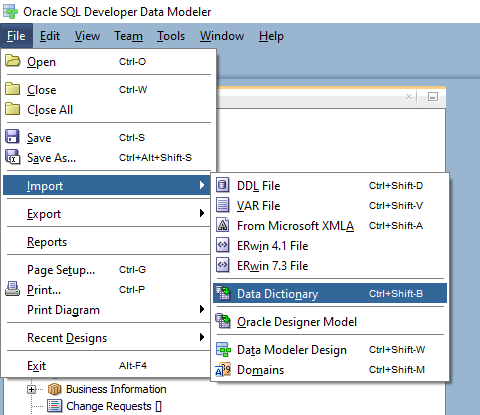 Oracle SQL Developer Data Modeler
File Edit View Team Tools Window Help
Open Ctrl-O
Close Ctrl-W
Close All
Save Ctrl-S
Save As... Ctrl+Alt+Shift-S
Import
Export
Reports
Page Setup... Ctrl-G
Print... Ctrl-P
Print Diagram
Recent Designs
Exit Alt-F4
DDL File Ctrl+Shift-D
VAR File Ctrl+Shift-V
From Microsoft XMLA Ctrl+Shift-A
ERwin 4.1 File
ERwin 7.3 File
Data Dictionary Ctrl+Shift-B
Oracle Designer Model
Data Modeler Design Ctrl+Shift-W
Domains Ctrl+Shift-M
Business Information
Change Requests []